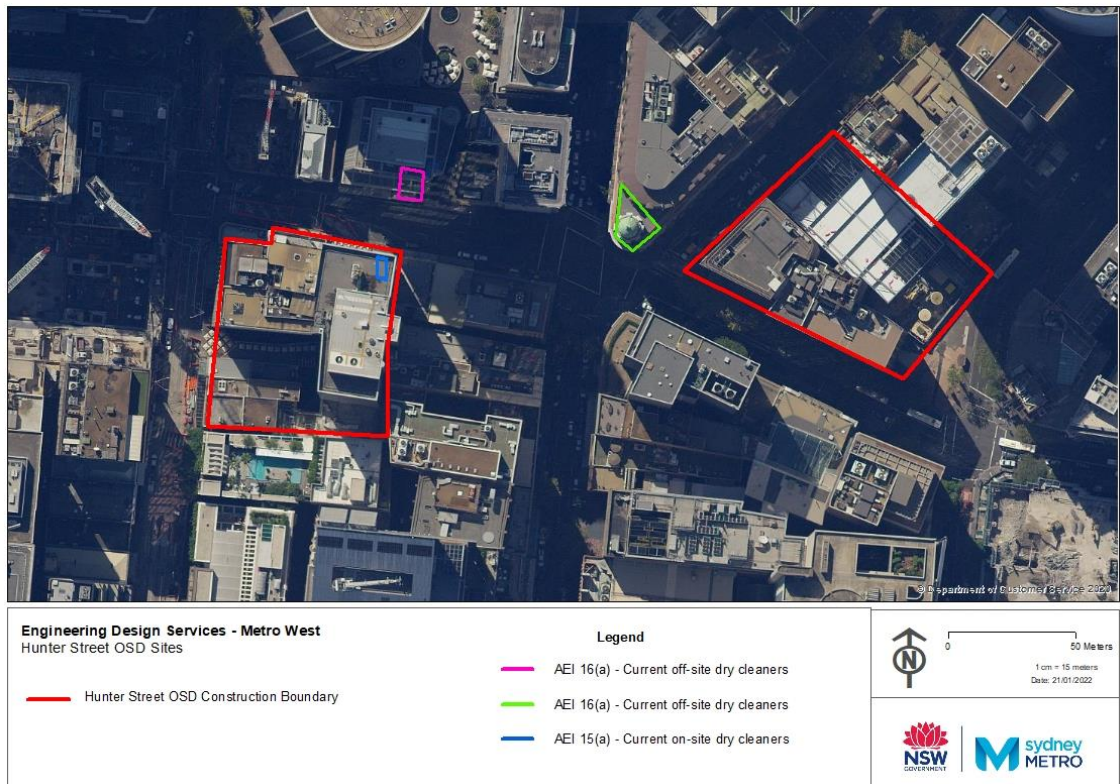 © Department of Customer Service 2020
Engineering Design Services - Metro West
Hunter Street OSD Sites
Hunter Street OSD Construction Boundary
Legend
AEI 16(a) - Current off-site dry cleaners
AEI 16(a) - Current off-site dry cleaners
AEI 15(a) - Current on-site dry cleaners
N
0 50 Meters
1 cm = 15 meters
Date: 21/01/2022
NSW
GOVERNMENT
sydney
METRO